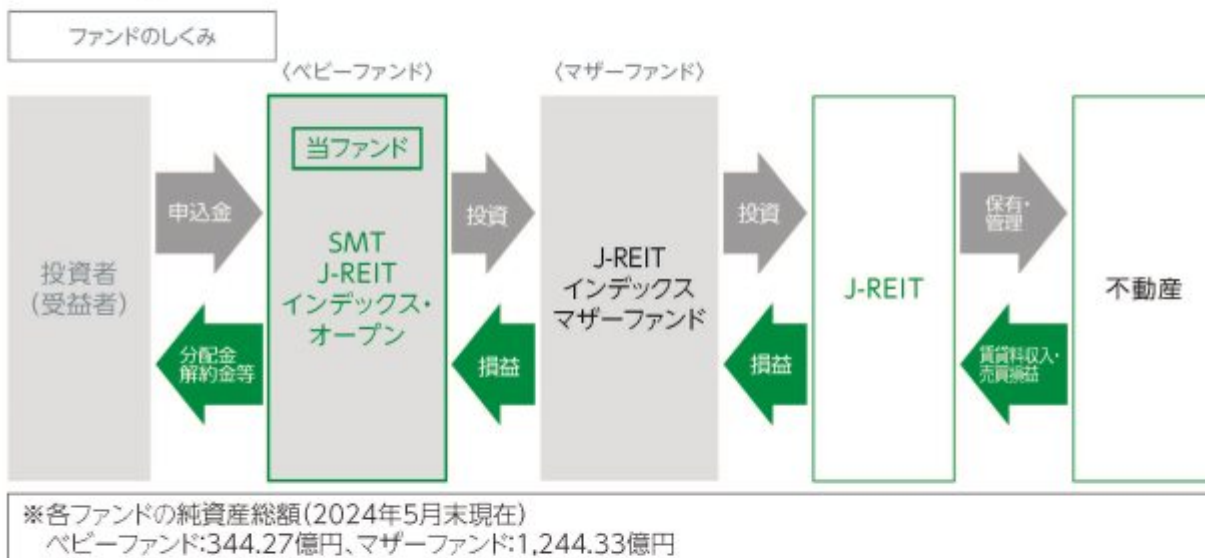 ファンドのしくみ
〈ベビーファンド〉
〈マザーファンド〉
投資者
(受益者)
申込金
分配金
解約金等
当ファンド
SMT
J-REIT
インデックス・
オープン
投資
損益
J-REIT
インデックス
マザーファンド
投資
損益
J-REIT
保有・
管理
賃貸料収入・
売買損益
不動産
※各ファンドの純資産総額(2024年5月末現在)
ベビーファンド:344.27億円、マザーファンド:1,244.33億円